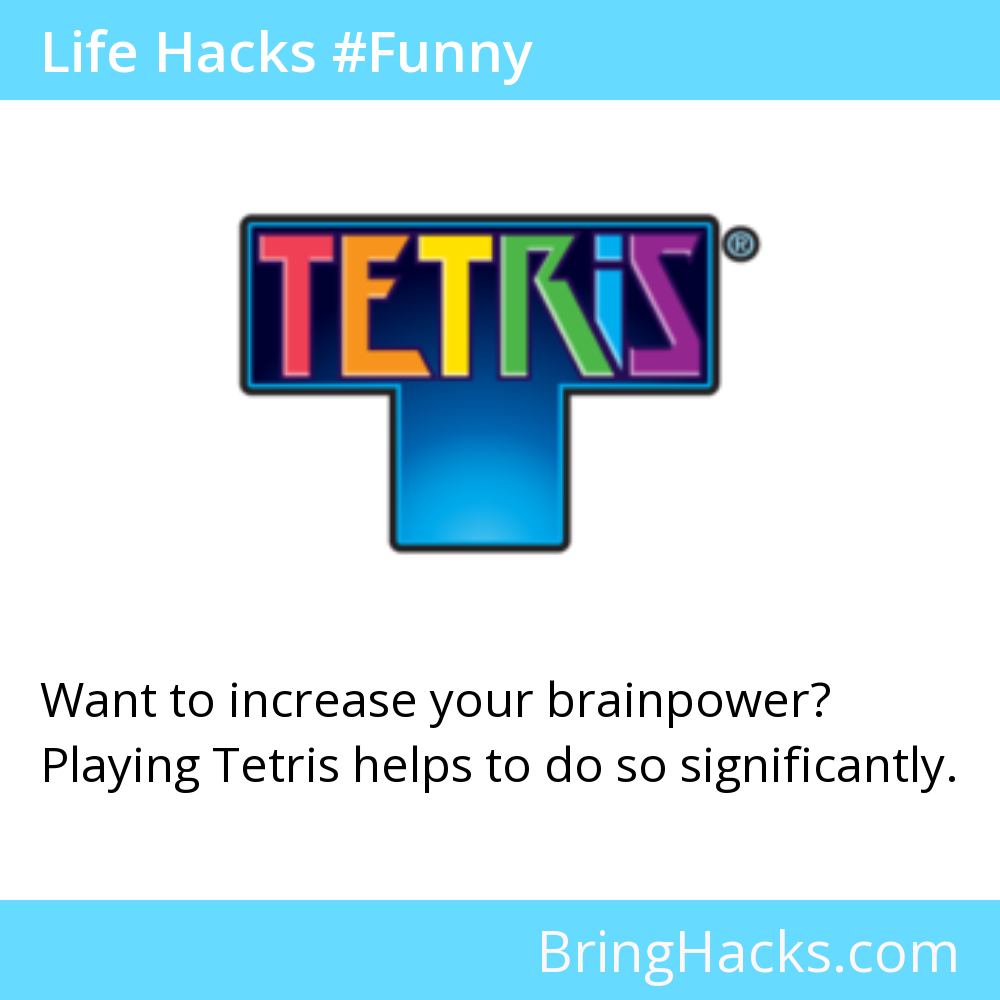 Life Hacks #Funny
TETRiS®
Want to increase your brainpower?
Playing Tetris helps to do so significantly.
BringHacks.com